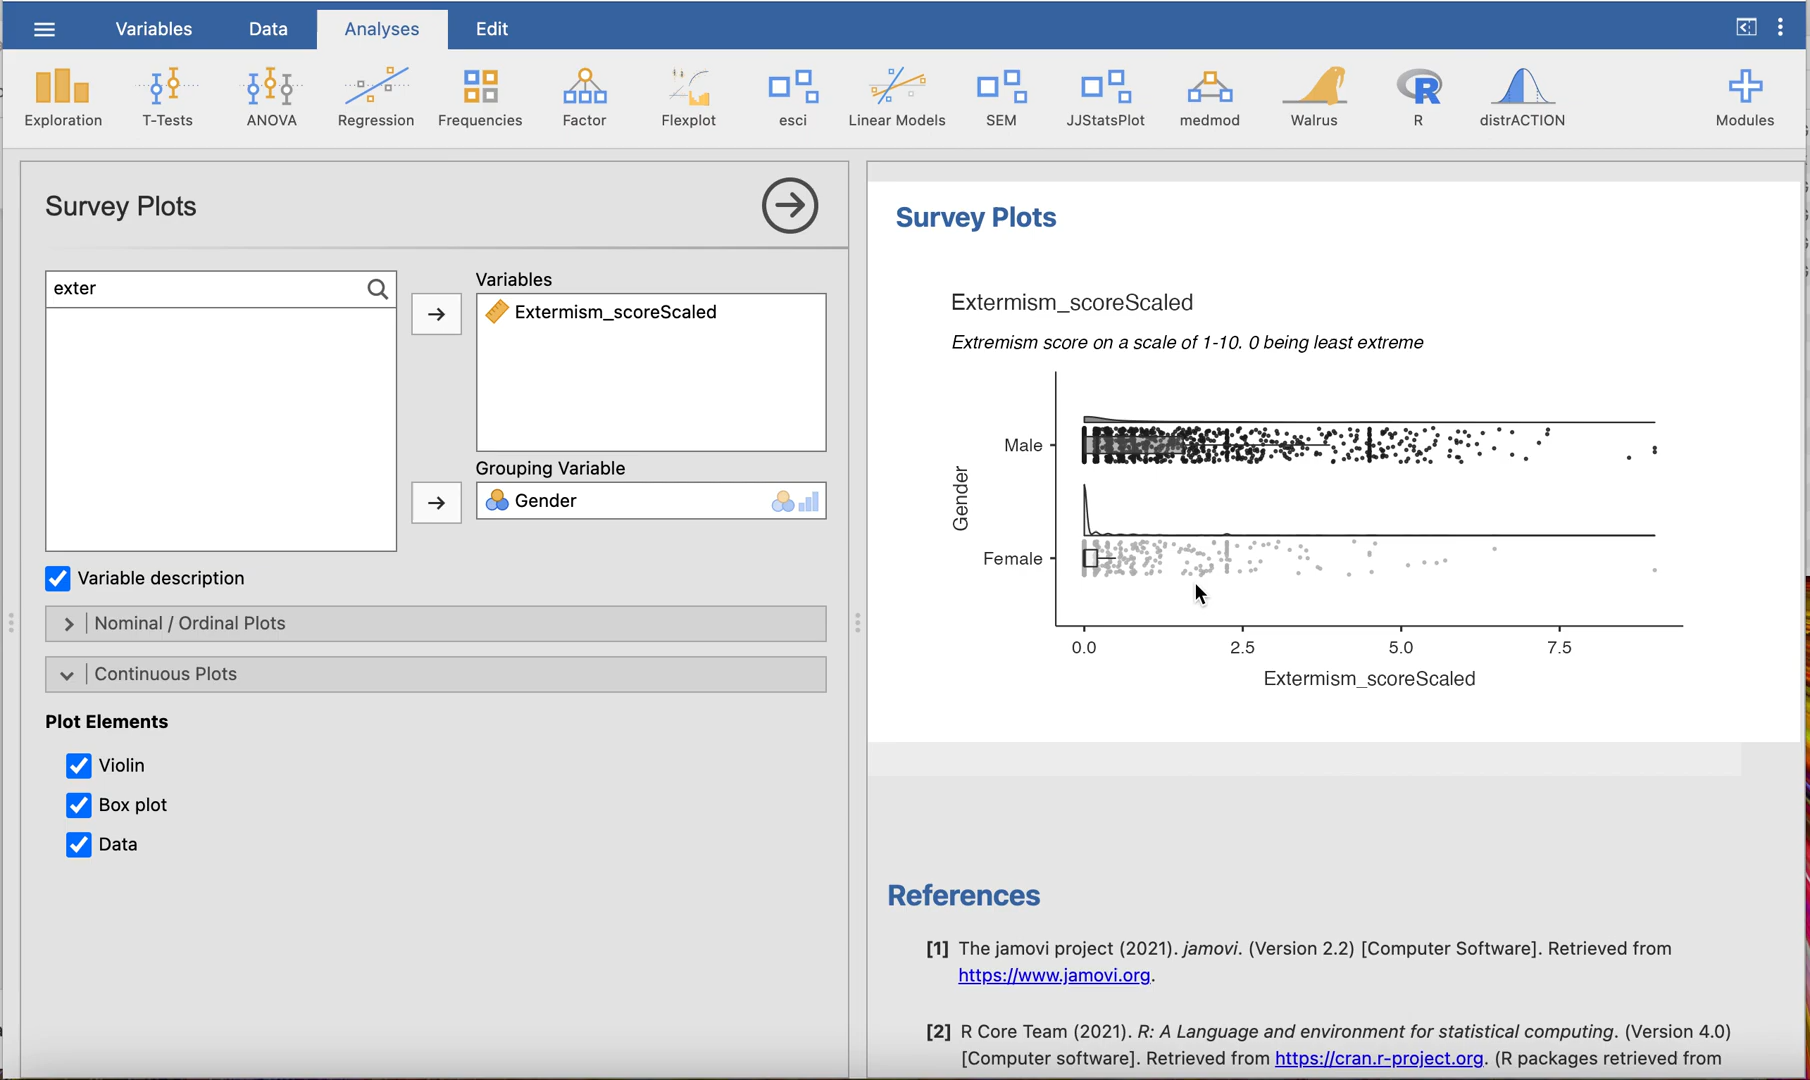 Variables
Data
Analyses
Edit
Exploration
T-Tests
ANOVA
Regression
Frequencies
Factor
Flexplot
esci
Linear Models
SEM
JJStatsPlot
medmod
Walrus
R
distrACTION
Modules
Survey Plots
exter
Variables
Extermism_scoreScaled
Grouping Variable
Gender
Variable description
Nominal / Ordinal Plots
Continuous Plots
Plot Elements
Violin
Box plot
Data
Survey Plots
Extermism_scoreScaled
Extremism score on a scale of 1-10. 0 being least extreme
Male
Gender
Female
0.0
2.5
5.0
7.5
Extermism_scoreScaled
References
[1] The jamovi project (2021). jamovi. (Version 2.2) [Computer Software]. Retrieved from
https://www.jamovi.org.
[2] R Core Team (2021). R: A Language and environment for statistical computing. (Version 4.0)
[Computer software]. Retrieved from https://cran.r-project.org. (R packages retrieved from